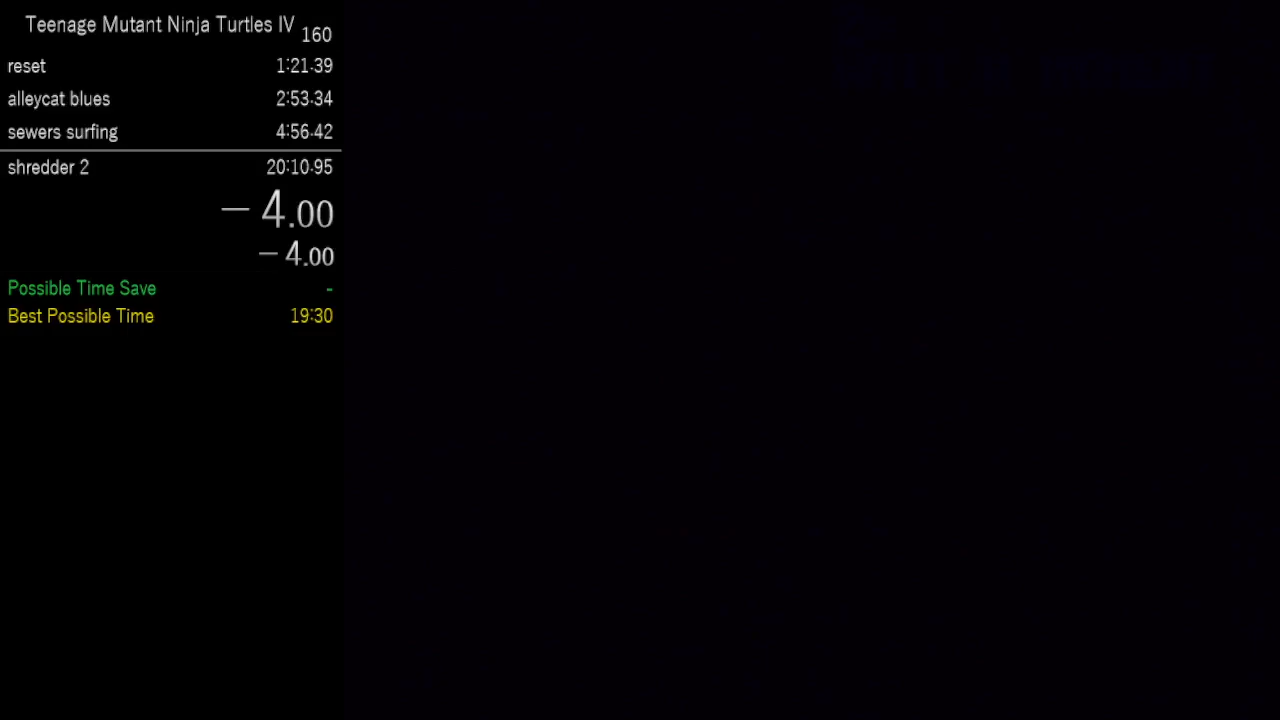 Teenage Mutant Ninja Turtles IV 160
reset 1:21.39
alleycat blues 2:53.34
sewers surfing 4:56.42
shredder 2 20:10.95
−4.00
−4.00
Possible Time Save -
Best Possible Time 19:30